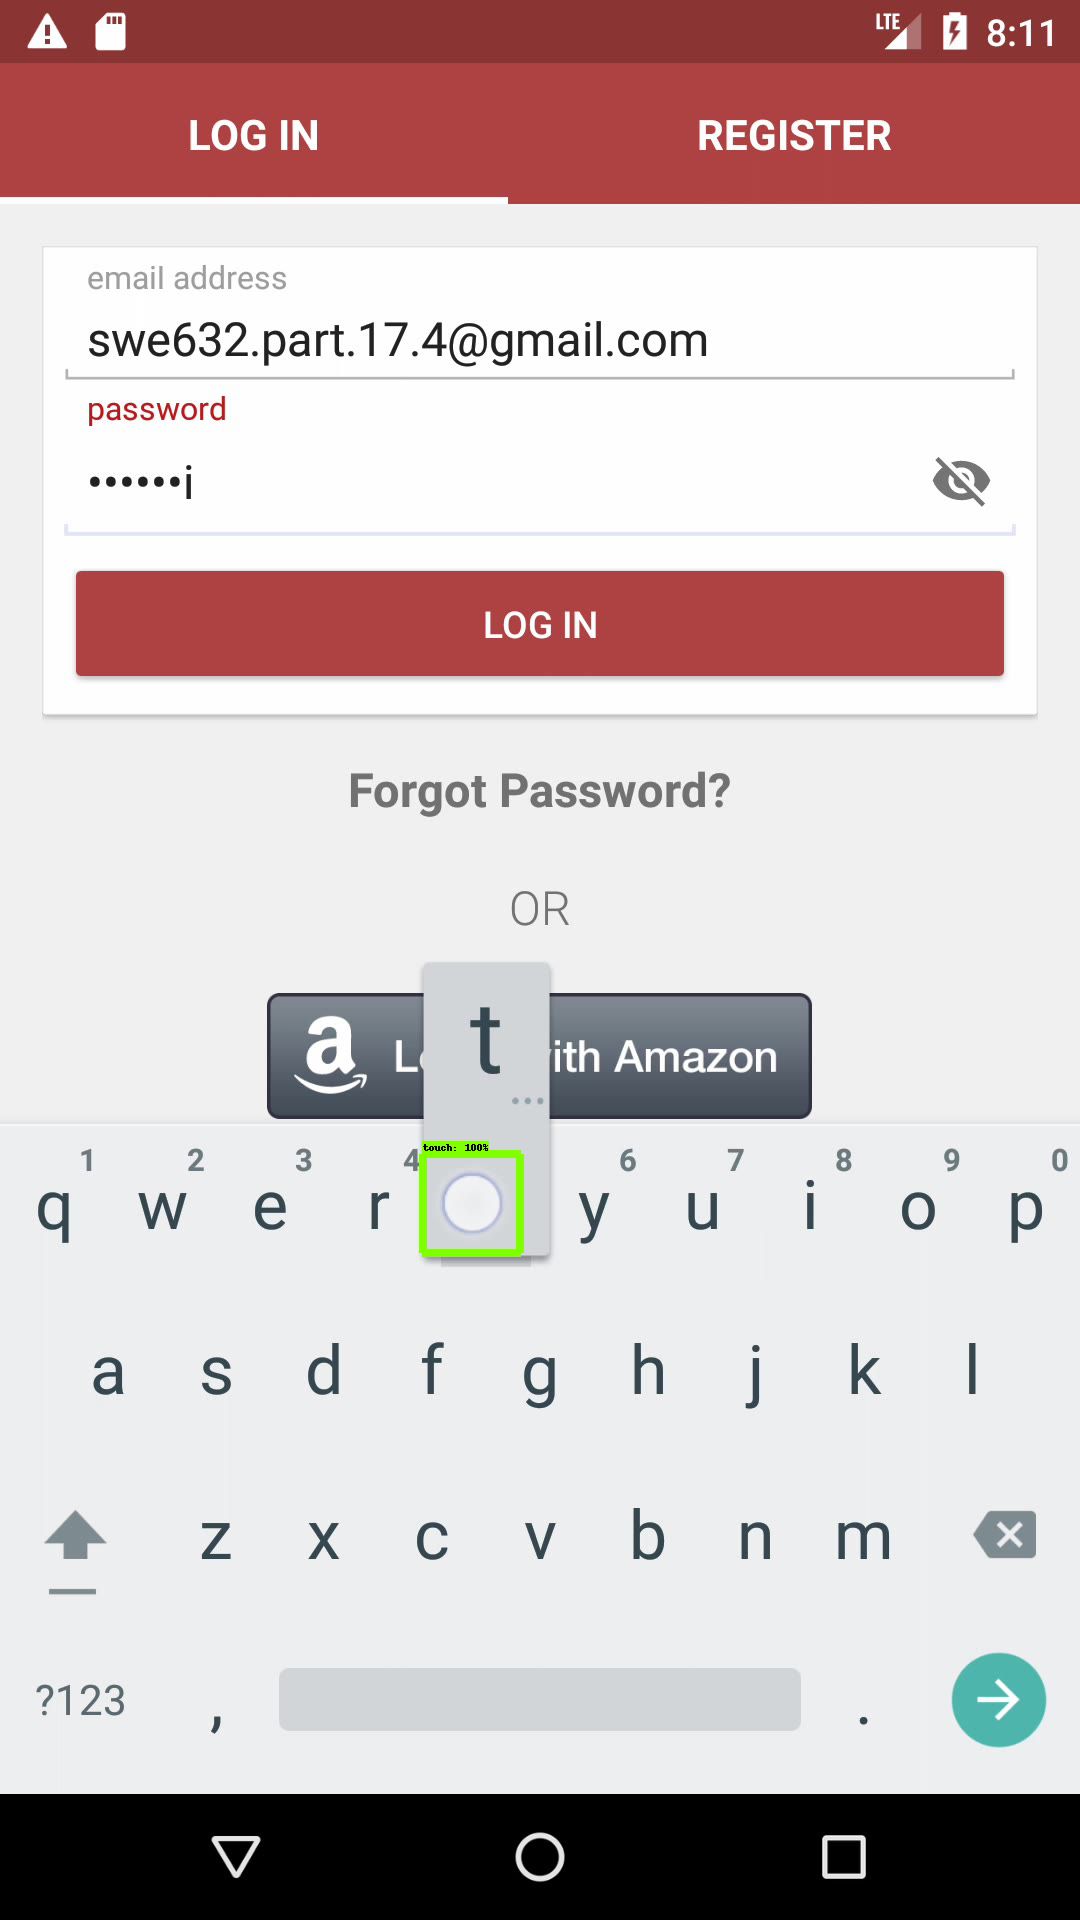 LTE 8:11
LOG IN REGISTER
email address
swe632.part.17.4@gmail.com
password
••••••i
LOG IN
Forgot Password?
OR
a L ith Amazon
t
...
touch: 100%
1 2 3 4 6 7 8 9 0
q w e r y u i o p
a s d f g h j k l
z x c v b n m
?123 , .